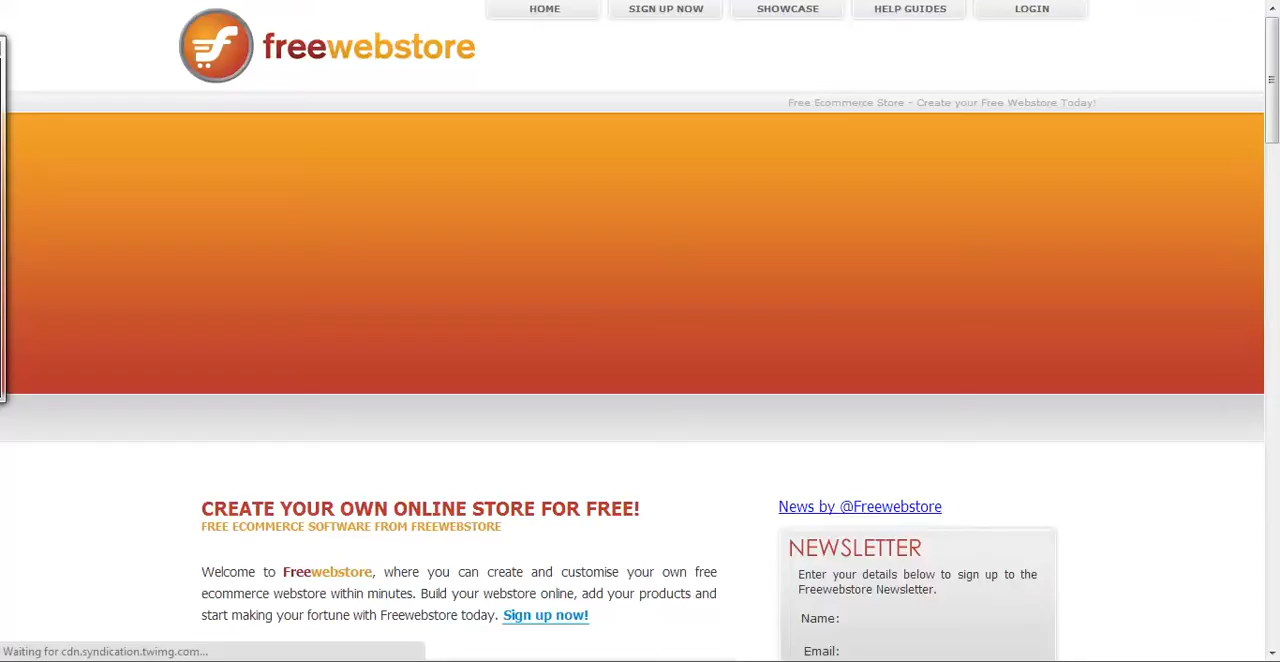 HOME
SIGN UP NOW
SHOWCASE
HELP GUIDES
LOGIN
freewebstore
Free Ecommerce Store - Create your Free Webstore Today!
CREATE YOUR OWN ONLINE STORE FOR FREE!
FREE ECOMMERCE SOFTWARE FROM FREEWEBSTORE
Welcome to Freewebstore, where you can create and customise your own free
ecommerce webstore within minutes. Build your webstore online, add your products and
start making your fortune with Freewebstore today. Sign up now!
News by @Freewebstore
NEWSLETTER
Enter your details below to sign up to the
Freewebstore Newsletter.
Name:
Email:
Waiting for cdn.syndication.twimg.com...